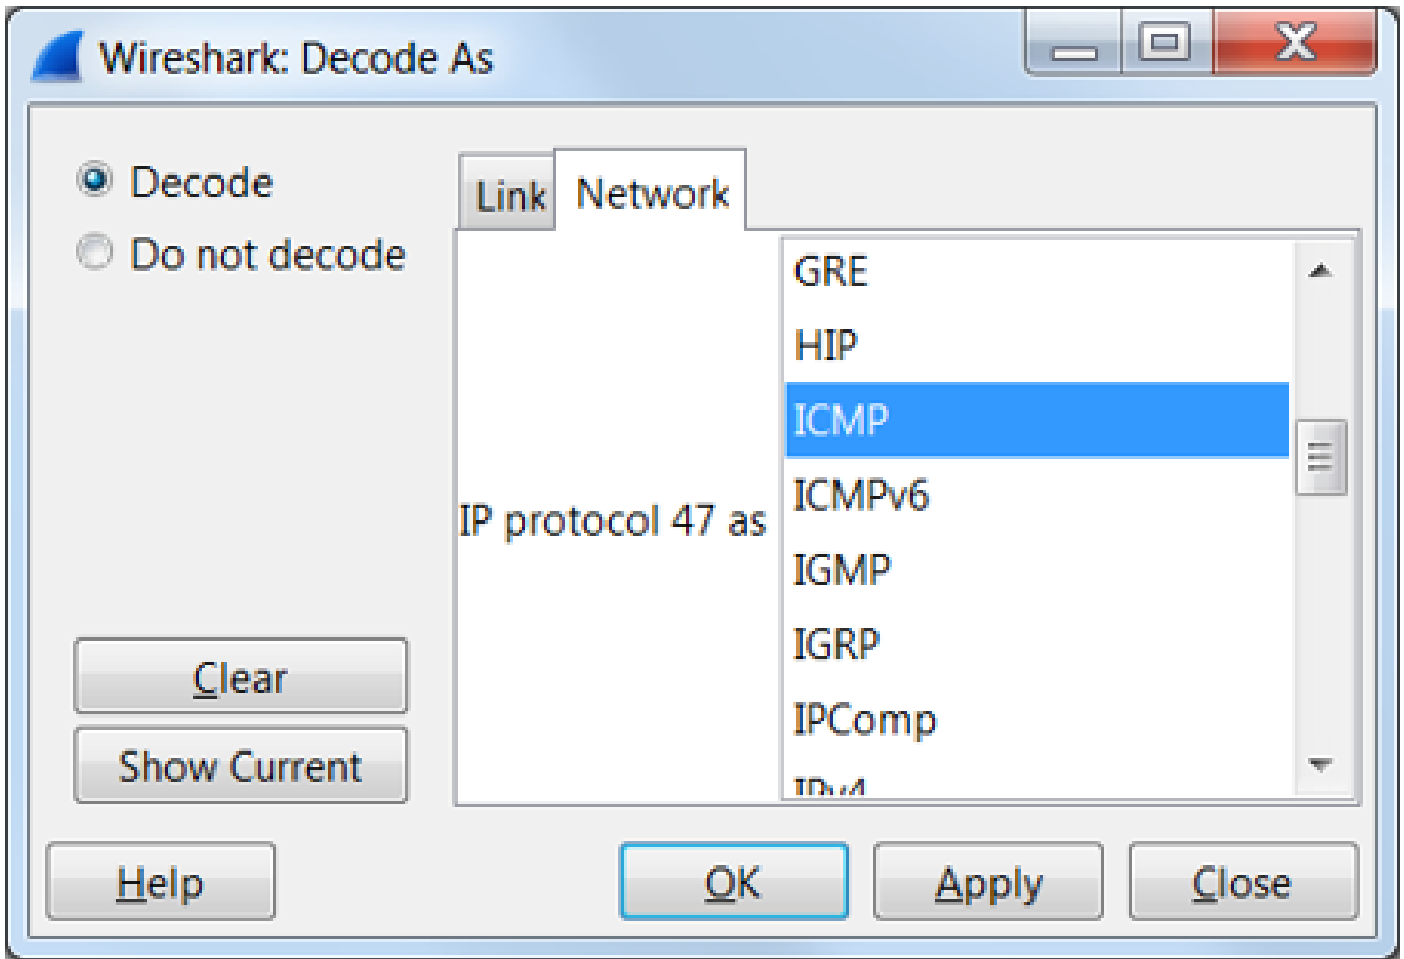 Wireshark: Decode As
Decode
Do not decode
Link
Network
IP protocol 47 as
GRE
HIP
ICMP
ICMPv6
IGMP
IGRP
IPComp
IPv4
Clear
Show Current
Help
OK
Apply
Close